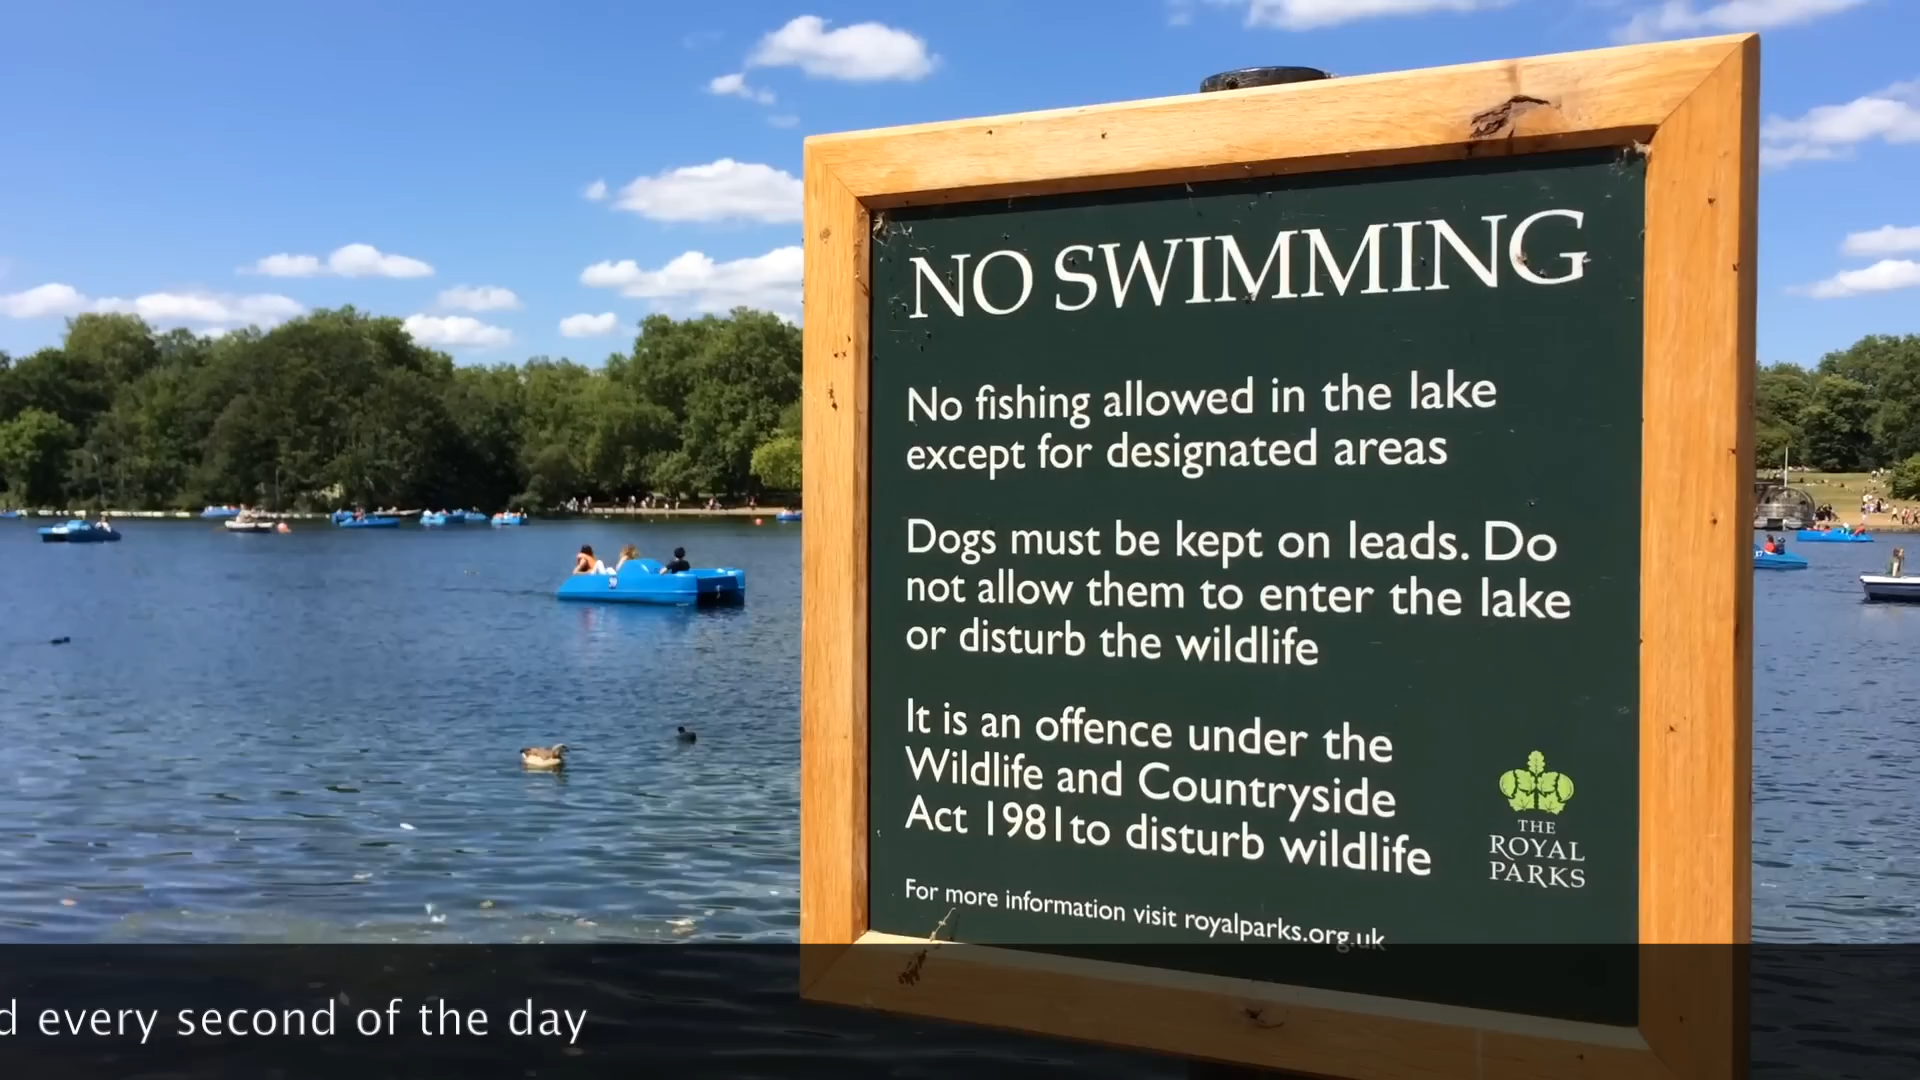 NO SWIMMING
No fishing allowed in the lake
except for designated areas
Dogs must be kept on leads. Do
not allow them to enter the lake
or disturb the wildlife
It is an offence under the
Wildlife and Countryside
Act 1981to disturb wildlife
THE
ROYAL
PARKS
For more information visit royalparks.org.uk
every second of the day